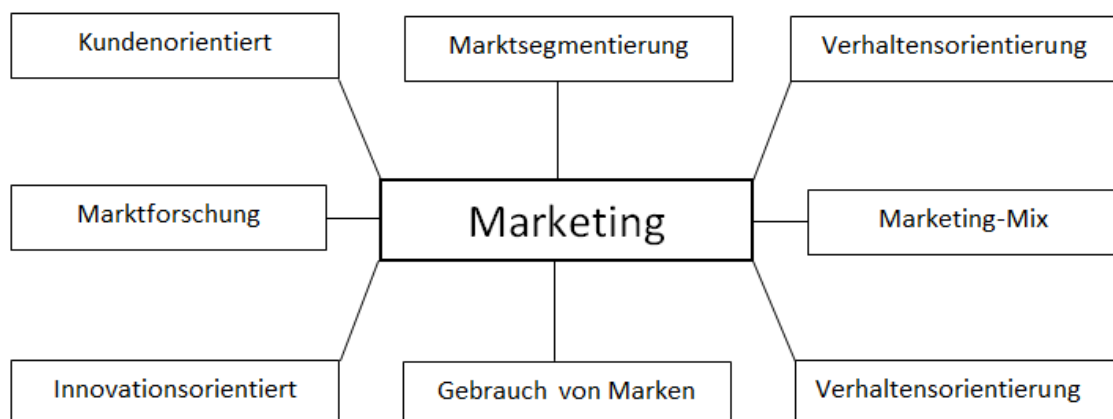 Kundenorientiert
Marktsegmentierung
Verhaltensorientierung
Marktforschung
Marketing
Marketing-Mix
Innovationsorientiert
Gebrauch von Marken
Verhaltensorientierung